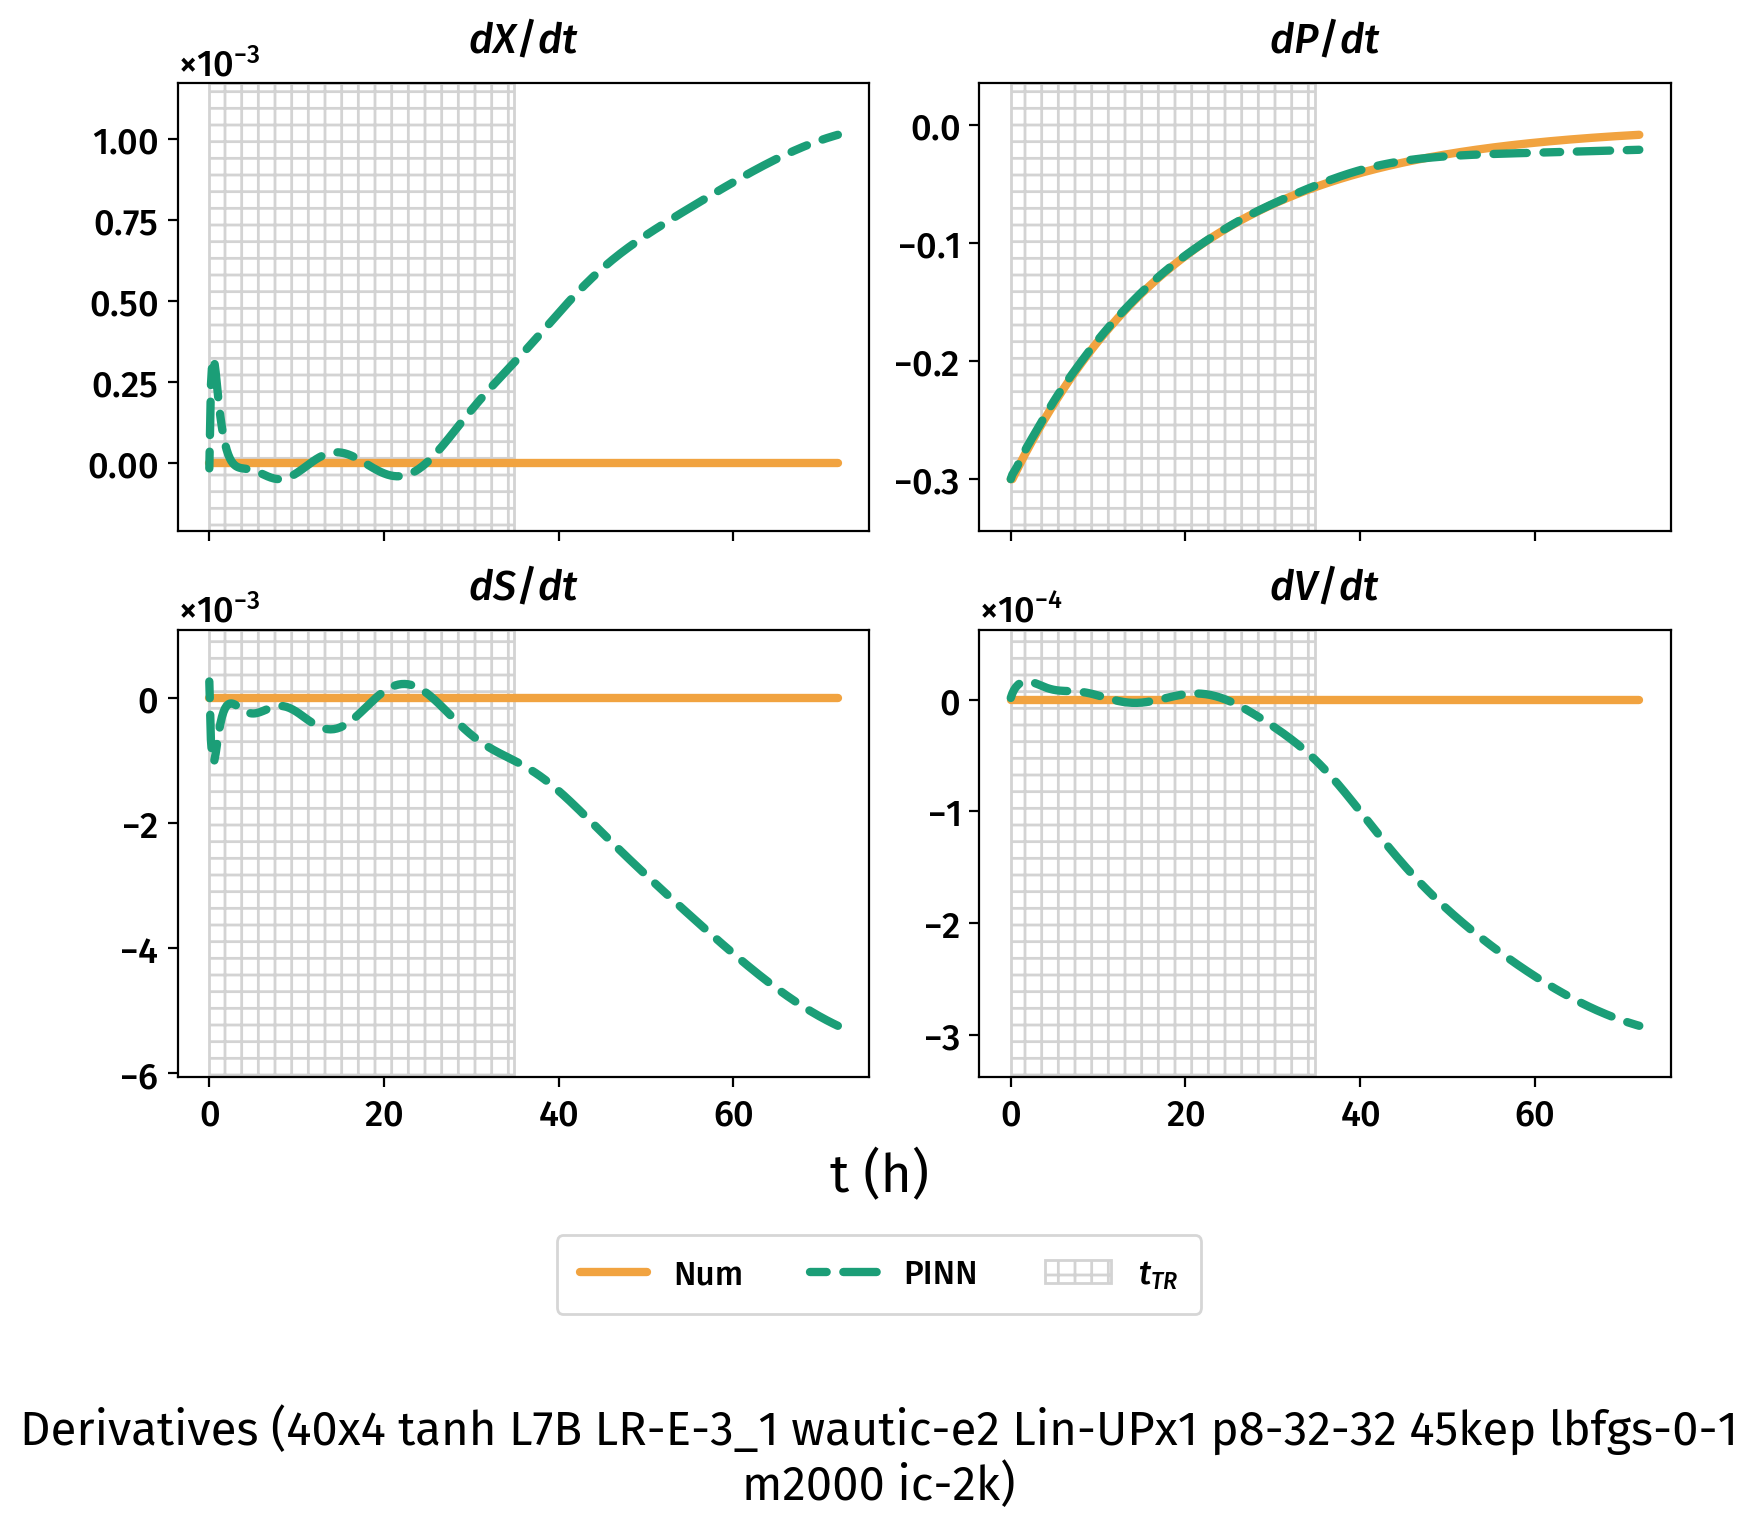 dX/dt
×10⁻³
1.00
0.75
0.50
0.25
0.00
dP/dt
0.0
−0.1
−0.2
−0.3
dS/dt
×10⁻³
0
−2
−4
−6
0 20 40 60
dV/dt
×10⁻⁴
0
−1
−2
−3
0 20 40 60
t (h)
Num PINN t_TR
Derivatives (40x4 tanh L7B LR-E-3_1 wautic-e2 Lin-UPx1 p8-32-32 45kep lbfgs-0-1
m2000 ic-2k)